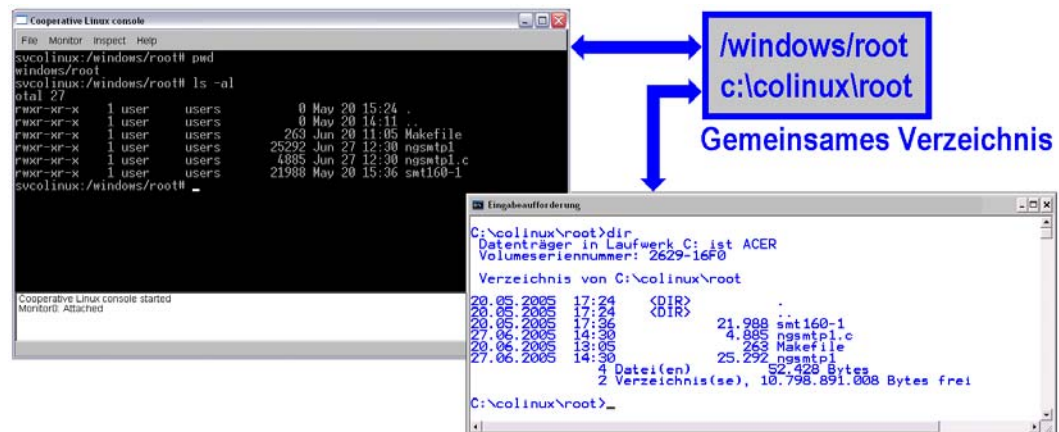 Cooperative Linux console
File Monitor Inspect Help
svcolinux:/windows/root# pwd
windows/root
svcolinux:/windows/root# ls -al
otal 27
rwxr-xr-x 1 user users 0 May 20 15:24 .
rwxr-xr-x 1 user users 0 May 20 14:11 ..
rwxr-xr-x 1 user users 263 Jun 20 11:05 Makefile
rwxr-xr-x 1 user users 25292 Jun 27 12:30 ngsmtp1
rwxr-xr-x 1 user users 4885 Jun 27 12:30 ngsmtp1.c
rwxr-xr-x 1 user users 21988 May 20 15:36 smt160-1
svcolinux:/windows/root# _
Cooperative Linux console started
Monitor0: Attached
/windows/root
c:\colinux\root
Gemeinsames Verzeichnis
Eingabeaufforderung
C:\colinux\root>dir
Datenträger in Laufwerk C: ist ACER
Volumeseriennummer: 2629-16F0
Verzeichnis von C:\colinux\root
20.05.2005 17:24 <DIR> .
20.05.2005 17:24 <DIR> ..
20.05.2005 17:36 21.988 smt160-1
27.06.2005 14:30 4.885 ngsmtp1.c
20.06.2005 13:05 263 Makefile
27.06.2005 14:30 25.292 ngsmtp1
4 Datei(en) 52.428 Bytes
2 Verzeichnis(se), 10.798.891.008 Bytes frei
C:\colinux\root>_